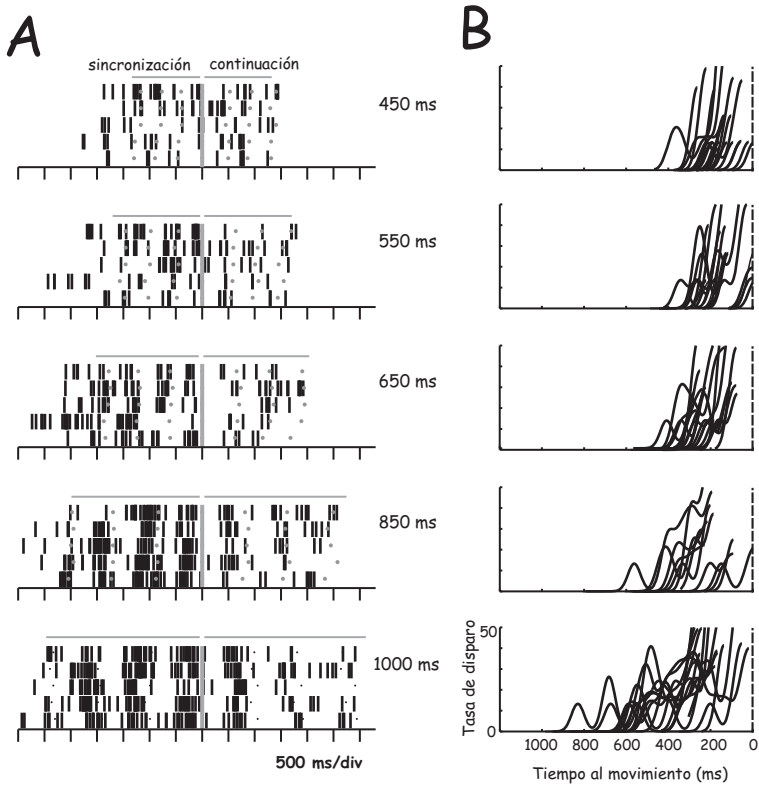 A
B
sincronización continuación
450 ms
550 ms
650 ms
850 ms
1000 ms
500 ms/div
50
0
Tasa de disparo
1000 800 600 400 200 0
Tiempo al movimiento (ms)